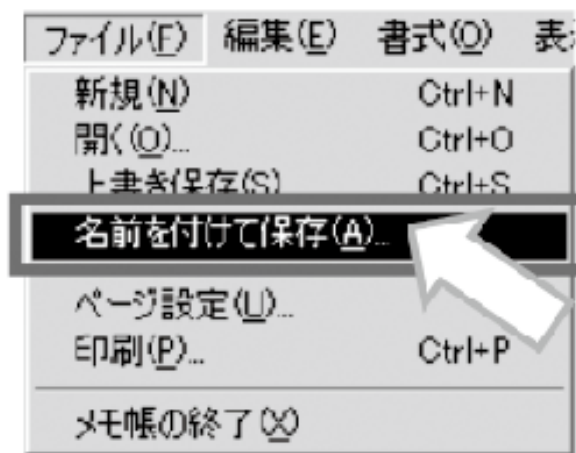 ファイル(F) 編集(E) 書式(O) 表
新規(N) Ctrl+N
開く(O)... Ctrl+O
上書き保存(S) Ctrl+S
名前を付けて保存(A)...
ページ設定(U)...
印刷(P)... Ctrl+P
メモ帳の終了(X)